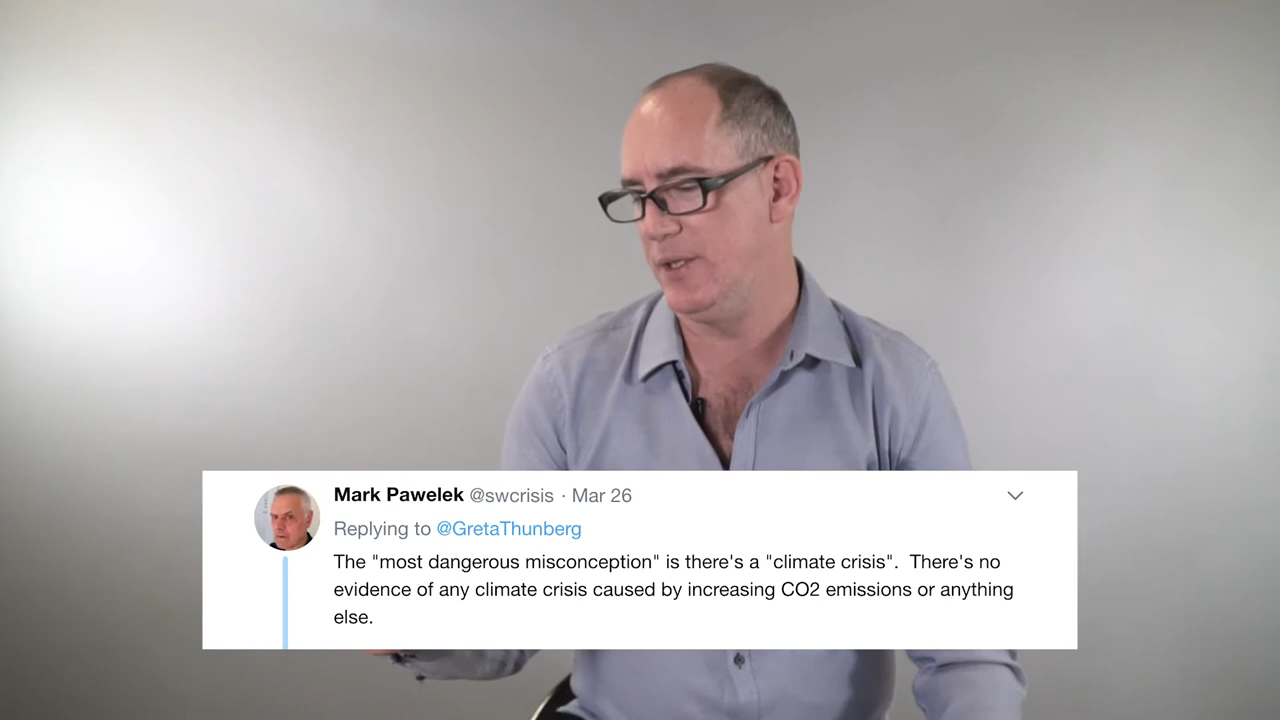 Mark Pawelek @swcrisis · Mar 26
Replying to @GretaThunberg
The "most dangerous misconception" is there's a "climate crisis".  There's no
evidence of any climate crisis caused by increasing CO2 emissions or anything
else.